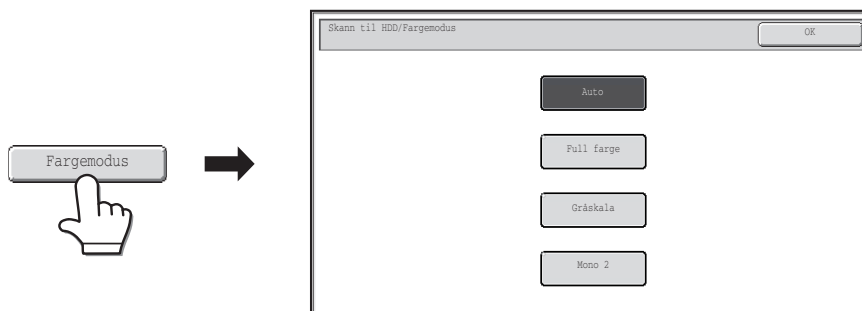 Skann til HDD/Fargemodus
OK
Auto
Full farge
Fargemodus
Gråskala
Mono 2